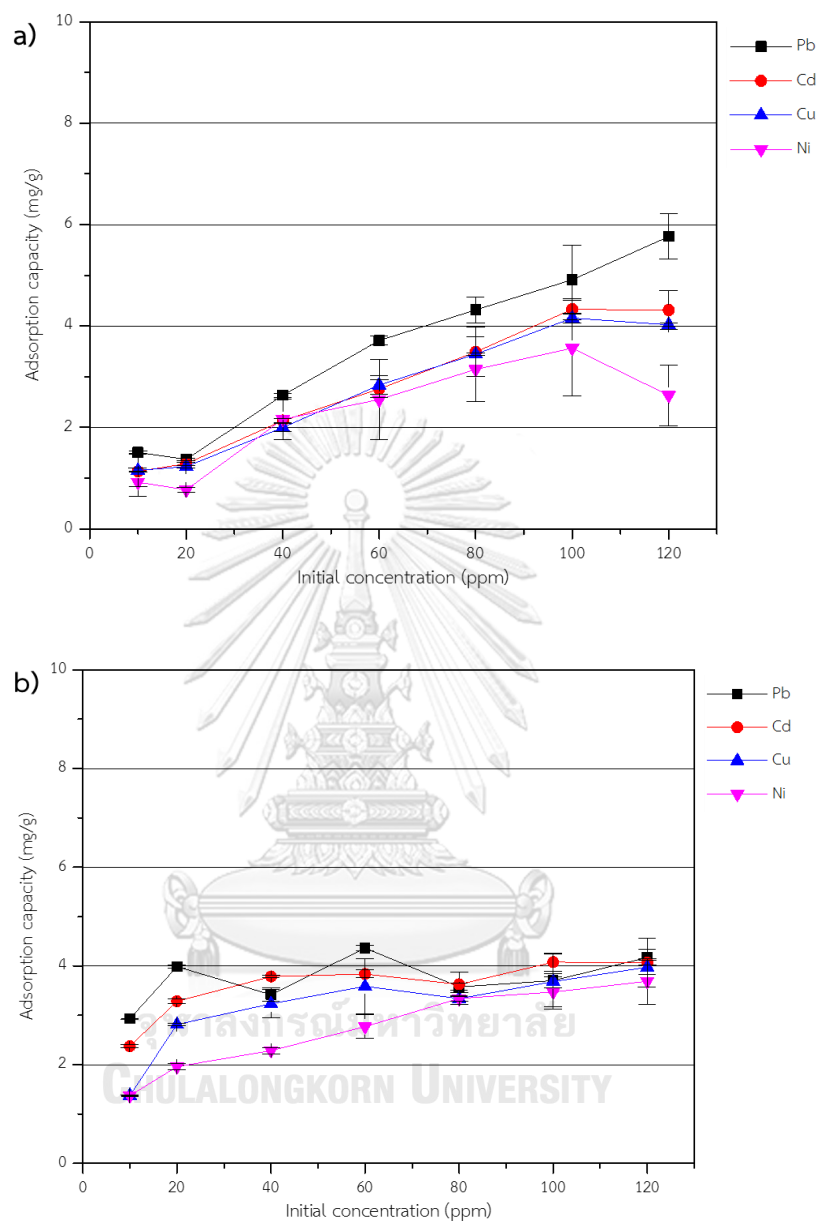 a)
10
8
6
4
2
0
Adsorption capacity (mg/g)
0 20 40 60 80 100 120
Initial concentration (ppm)
Pb
Cd
Cu
Ni
b)
10
8
6
4
2
0
Adsorption capacity (mg/g)
0 20 40 60 80 100 120
Initial concentration (ppm)
Pb
Cd
Cu
Ni
จุฬาลงกรณ์มหาวิทยาลัย
CHULALONGKORN UNIVERSITY